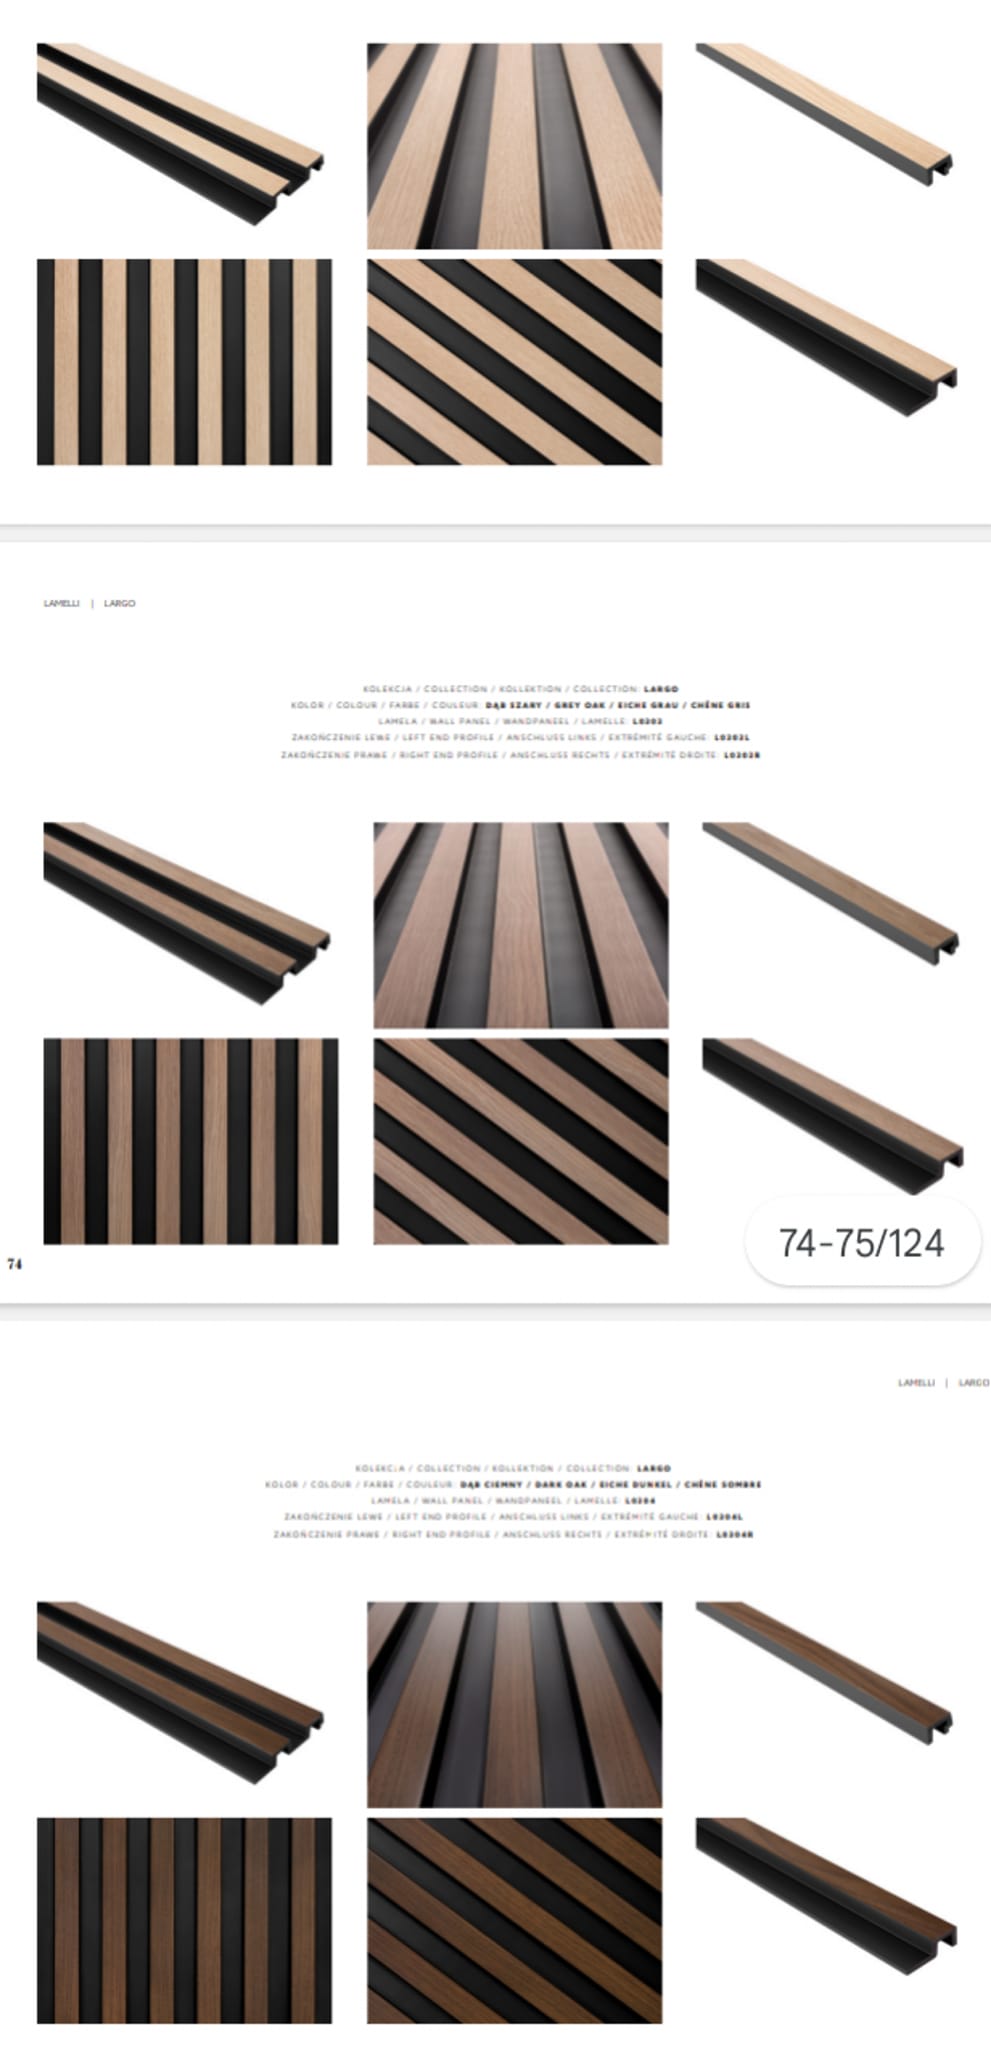 LAMELLI | LARGO
KOLEKCJA / COLLECTION / KOLLEKTION / COLLECTION: LARGO
KOLOR / COLOUR / FARBE / COULEUR: DĄB SZARY / GREY OAK / EICHE GRAU / CHÊNE GRIS
LAMELA / WALL PANEL / WANDPANEEL / LAMELLE: L0203
ZAKOŃCZENIE LEWE / LEFT END PROFILE / ANSCHLUSS LINKS / EXTRÉMITÉ GAUCHE: L0203L
ZAKOŃCZENIE PRAWE / RIGHT END PROFILE / ANSCHLUSS RECHTS / EXTRÉMITÉ DROITE: L0203R
74-75/124
74
LAMELLI | LARGO
KOLEKCJA / COLLECTION / KOLLEKTION / COLLECTION: LARGO
KOLOR / COLOUR / FARBE / COULEUR: DĄB CIEMNY / DARK OAK / EICHE DUNKEL / CHÊNE SOMBRE
LAMELA / WALL PANEL / WANDPANEEL / LAMELLE: L0204
ZAKOŃCZENIE LEWE / LEFT END PROFILE / ANSCHLUSS LINKS / EXTRÉMITÉ GAUCHE: L0204L
ZAKOŃCZENIE PRAWE / RIGHT END PROFILE / ANSCHLUSS RECHTS / EXTRÉMITÉ DROITE: L0204R